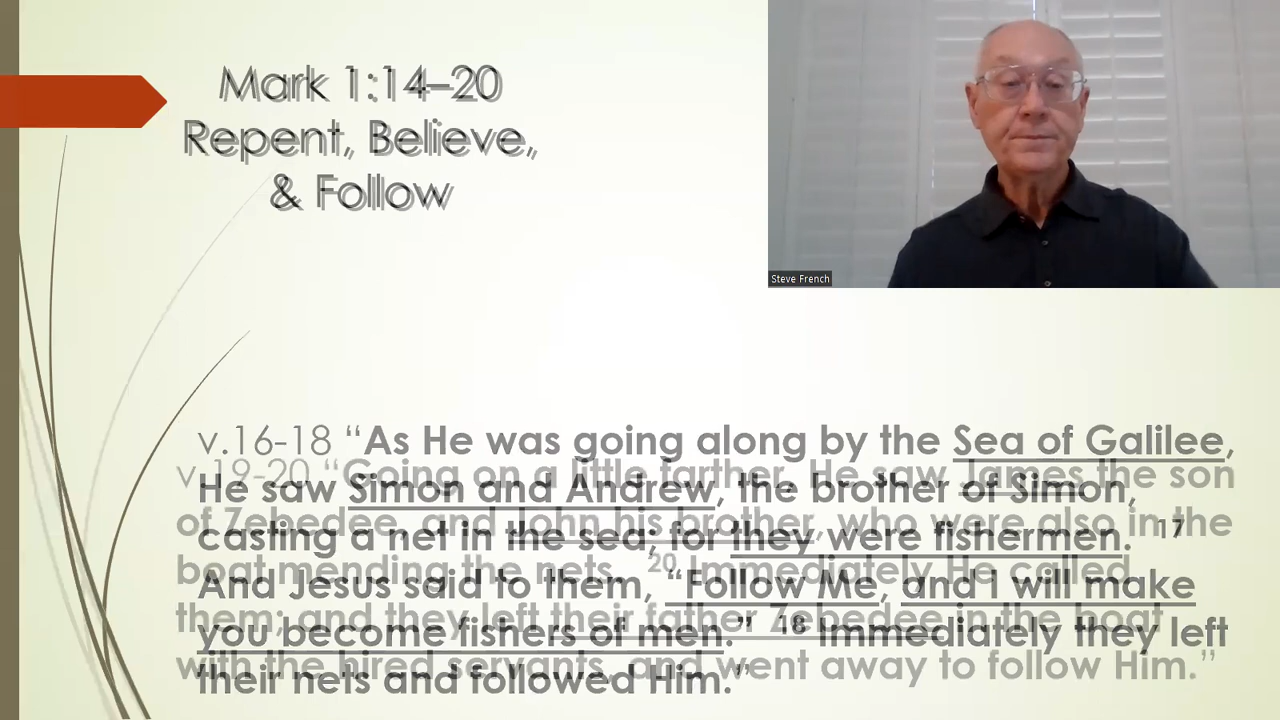 Mark 1:14–20
Repent, Believe,
& Follow
Steve French
v.16-18 “As He was going along by the Sea of Galilee,
He saw Simon and Andrew, the brother of Simon,
casting a net in the sea; for they were fishermen. 17
And Jesus said to them, “Follow Me, and I will make
you become fishers of men.” 18 Immediately they left
their nets and followed Him.”
v.19-20 “Going on a little farther, He saw James the son
of Zebedee, and John his brother, who were also in the
boat mending the nets. 20 Immediately He called
them; and they left their father Zebedee in the boat
with the hired servants, and went away to follow Him.”